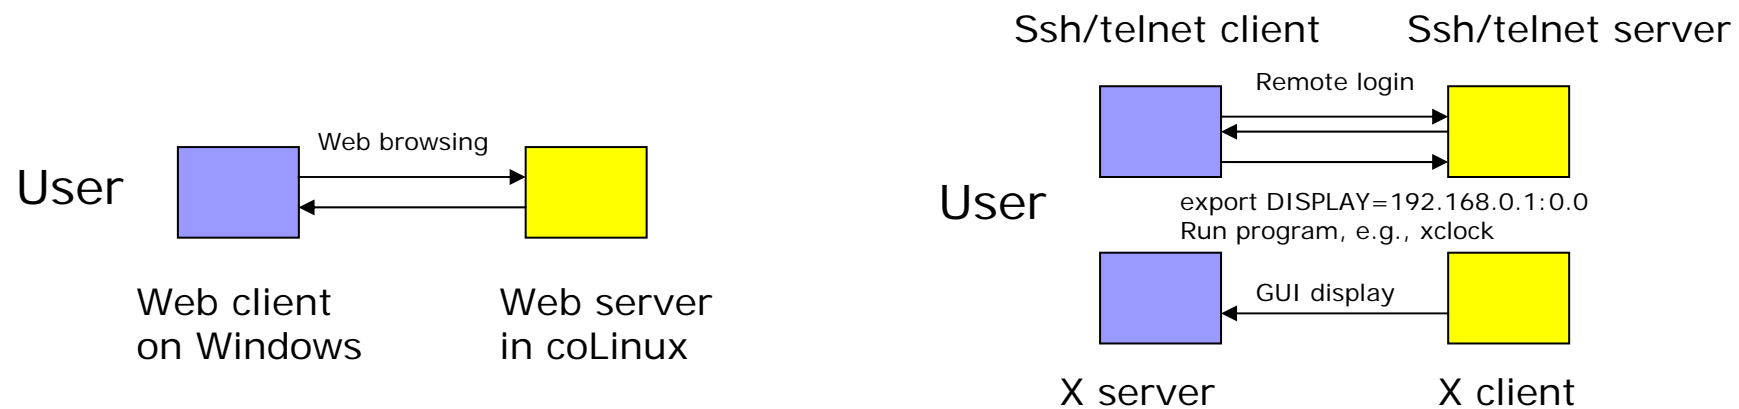 Web browsing
User
Web client
on Windows
Web server
in coLinux
Ssh/telnet client
Ssh/telnet server
Remote login
User
export DISPLAY=192.168.0.1:0.0
Run program, e.g., xclock
GUI display
X server
X client